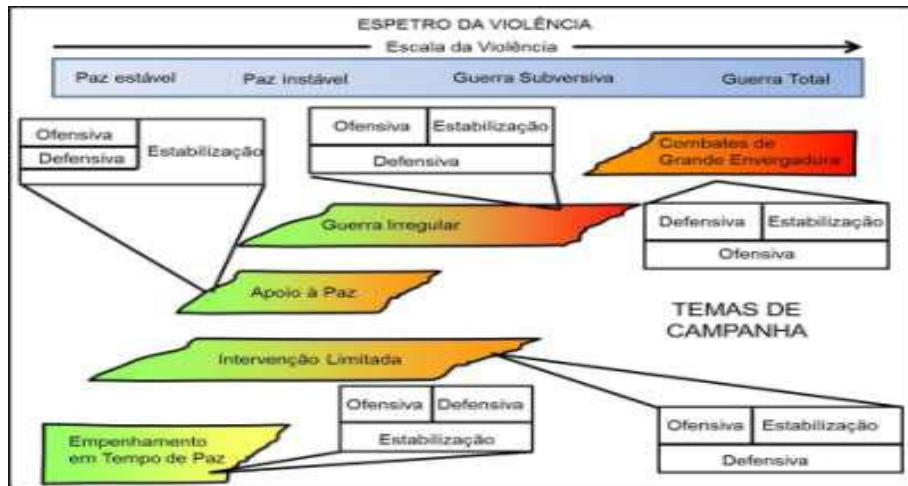 ESPETRO DA VIOLÊNCIA
Escala da Violência
Paz estável
Paz instável
Guerra Subversiva
Guerra Total
Ofensiva
Defensiva
Estabilização
Ofensiva
Estabilização
Defensiva
Combates de
Grande Envergadura
Guerra Irregular
Defensiva
Estabilização
Ofensiva
Apoio à Paz
TEMAS DE
CAMPANHA
Intervenção Limitada
Ofensiva
Defensiva
Estabilização
Ofensiva
Estabilização
Defensiva
Empenhamento
em Tempo de Paz